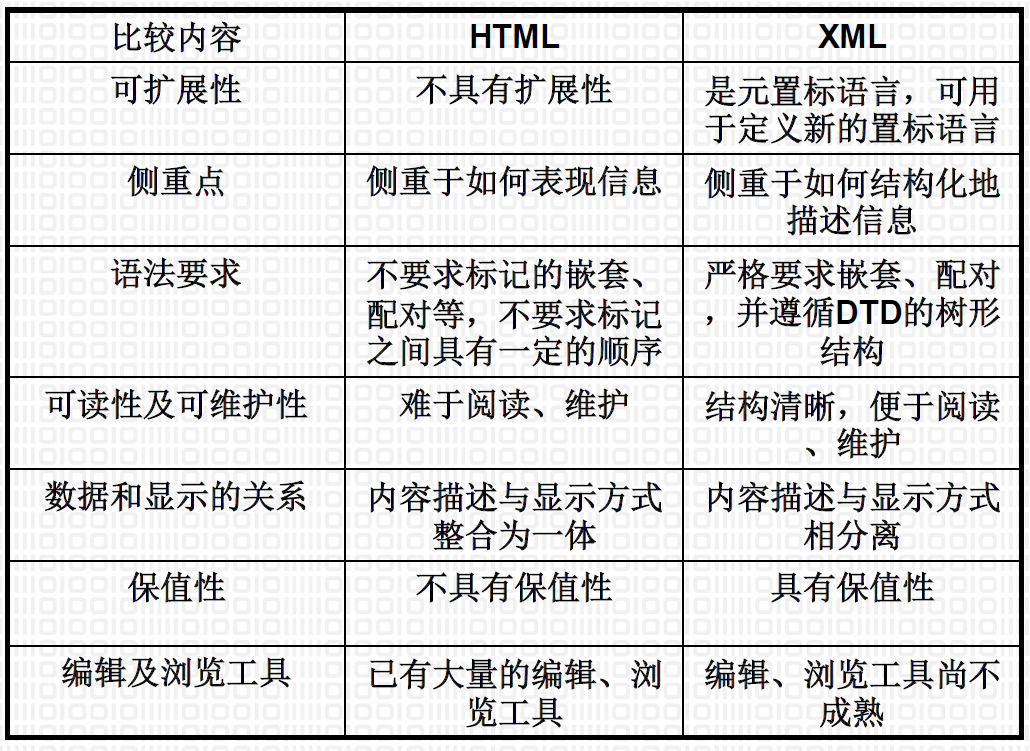 比较内容 HTML XML
可扩展性 不具有扩展性 是元置标语言，可用
于定义新的置标语言
侧重点 侧重于如何表现信息 侧重于如何结构化地
描述信息
语法要求 不要求标记的嵌套、 严格要求嵌套、配对
配对等，不要求标记 ，并遵循DTD的树形
之间具有一定的顺序 结构
可读性及可维护性 难于阅读、维护 结构清晰，便于阅读
、维护
数据和显示的关系 内容描述与显示方式 内容描述与显示方式
整合为一体 相分离
保值性 不具有保值性 具有保值性
编辑及浏览工具 已有大量的编辑、浏 编辑、浏览工具尚不
览工具 成熟